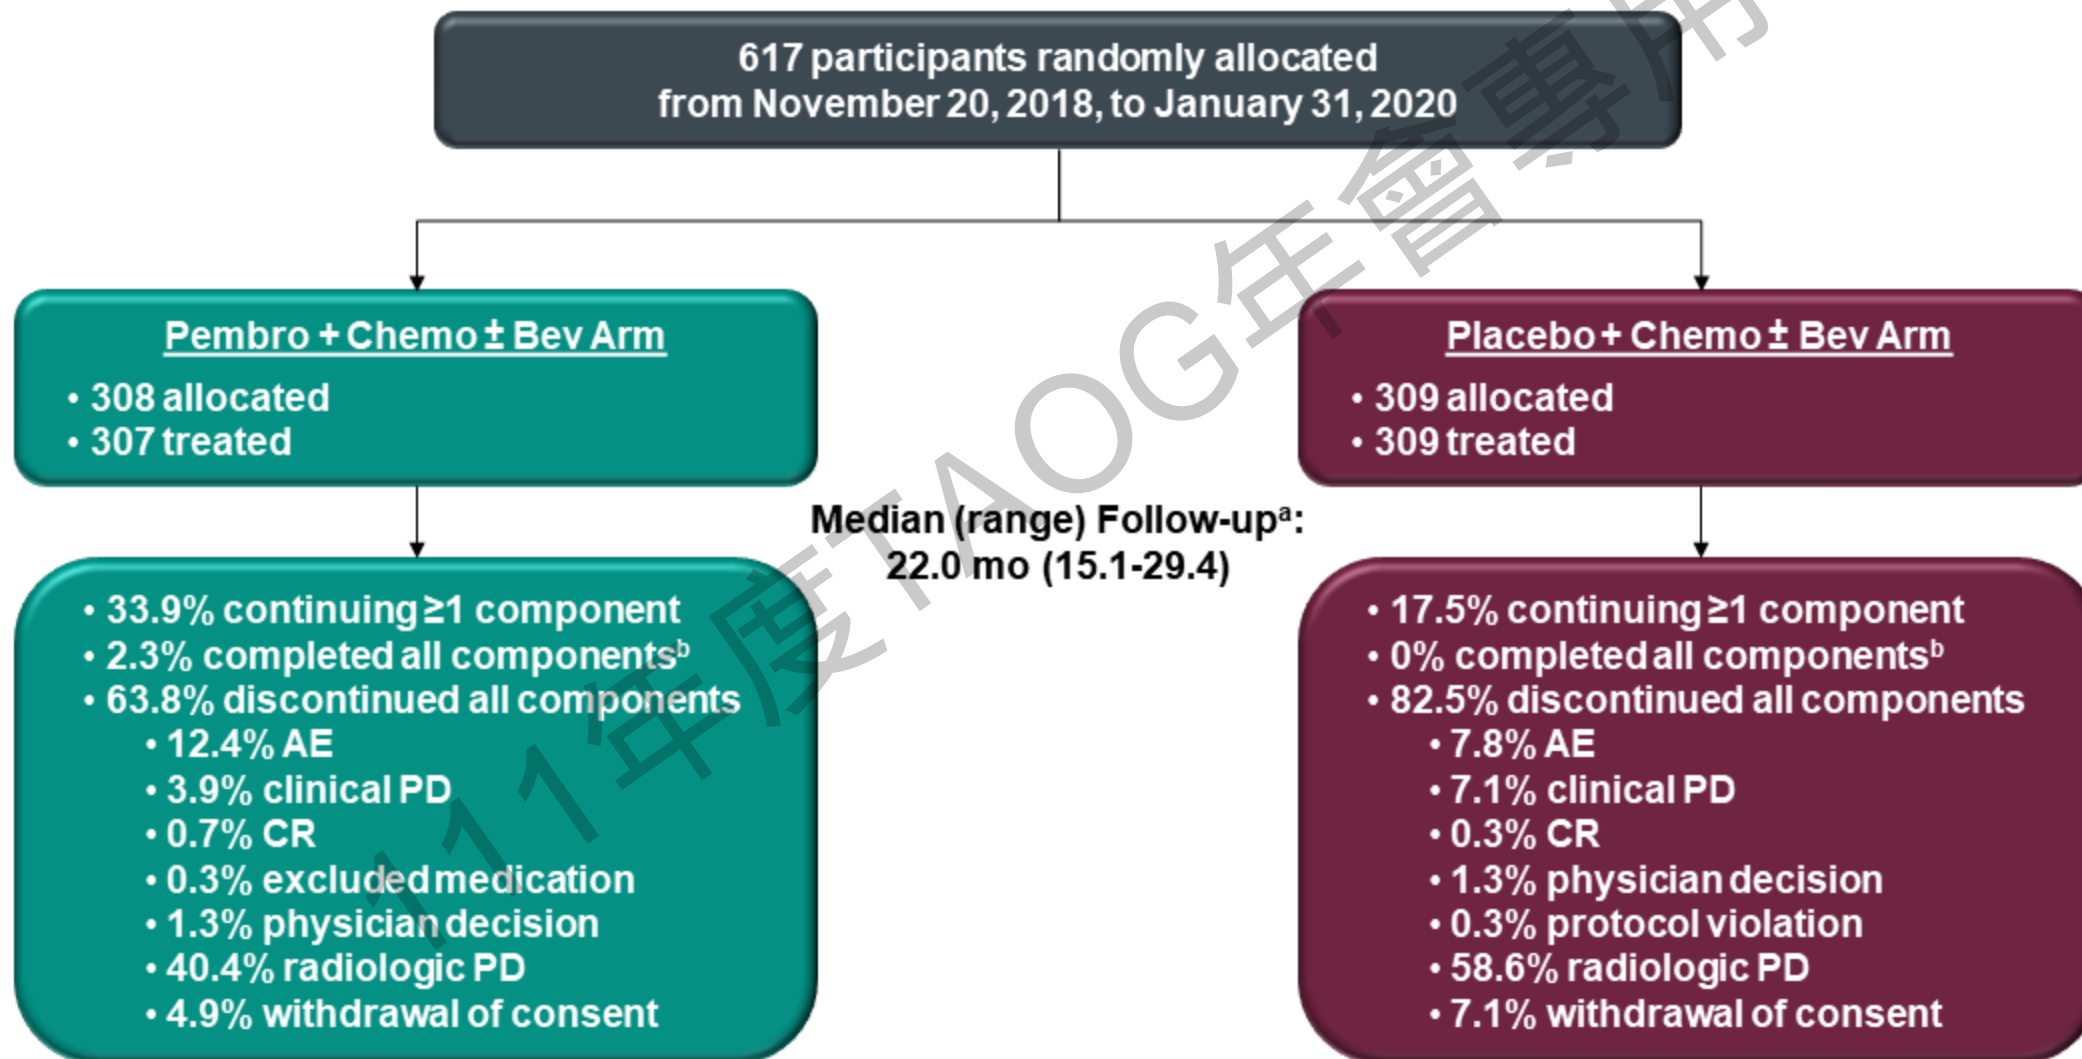 617 participants randomly allocated
from November 20, 2018, to January 31, 2020
Pembro + Chemo ± Bev Arm
• 308 allocated
• 307 treated
Placebo + Chemo ± Bev Arm
• 309 allocated
• 309 treated
Median (range) Follow-upᵃ:
22.0 mo (15.1-29.4)
• 33.9% continuing ≥1 component
• 2.3% completed all componentsᵇ
• 63.8% discontinued all components
• 12.4% AE
• 3.9% clinical PD
• 0.7% CR
• 0.3% excluded medication
• 1.3% physician decision
• 40.4% radiologic PD
• 4.9% withdrawal of consent
• 17.5% continuing ≥1 component
• 0% completed all componentsᵇ
• 82.5% discontinued all components
• 7.8% AE
• 7.1% clinical PD
• 0.3% CR
• 1.3% physician decision
• 0.3% protocol violation
• 58.6% radiologic PD
• 7.1% withdrawal of consent
111年度TAOG年會專用